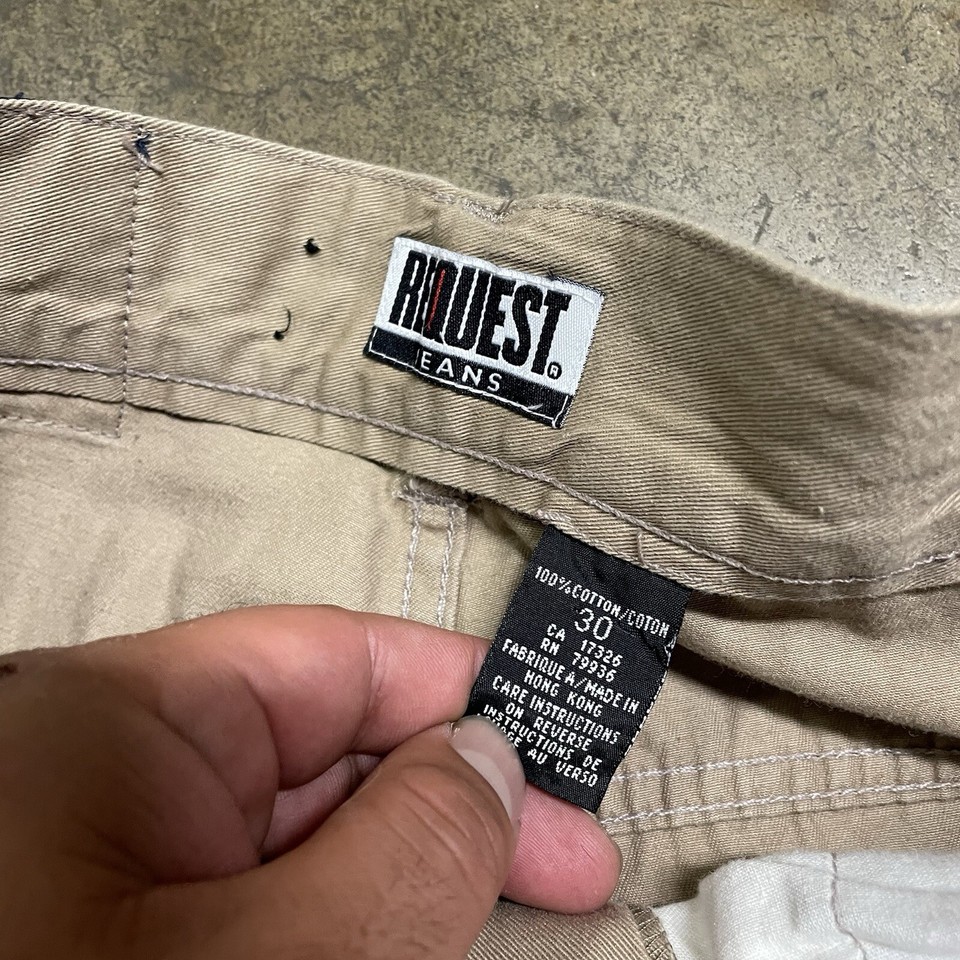 RIQUEST®
JEANS
100% COTTON/COTON
30
CA 17326
RN 79936
FABRIQUE A/MADE IN
HONG KONG
CARE INSTRUCTIONS
ON REVERSE
INSTRUCTIONS DE
AU VERSO